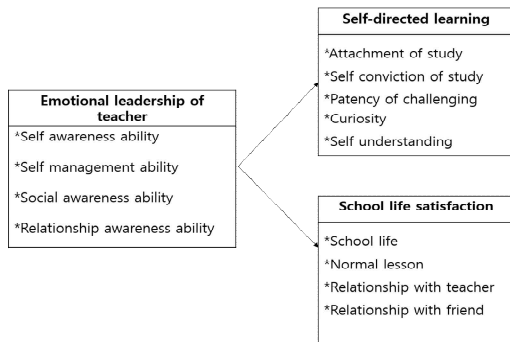 Emotional leadership of
teacher
*Self awareness ability
*Self management ability
*Social awareness ability
*Relationship awareness ability
Self-directed learning
*Attachment of study
*Self conviction of study
*Patency of challenging
*Curiosity
*Self understanding
School life satisfaction
*School life
*Normal lesson
*Relationship with teacher
*Relationship with friend